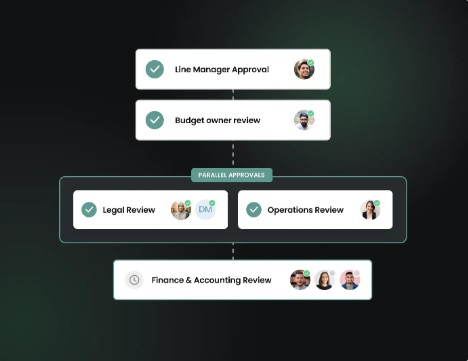 Line Manager Approval
Budget owner review
PARALLEL APPROVALS
Legal Review
DM
Operations Review
Finance & Accounting Review